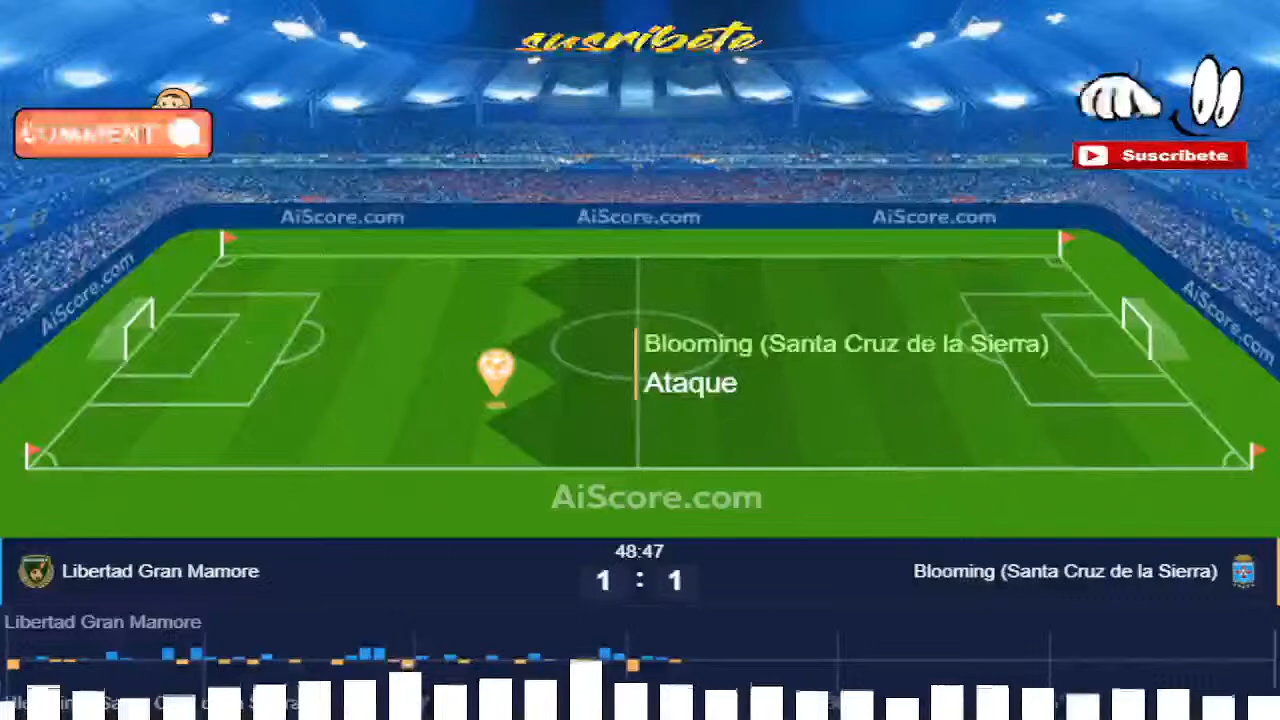 susribete
COMMENT
Suscribete
AiScore.com AiScore.com AiScore.com
AiScore.com
AiScore.com
Blooming (Santa Cruz de la Sierra)
Ataque
AiScore.com
48:47
Libertad Gran Mamore
1 : 1
Blooming (Santa Cruz de la Sierra)
Libertad Gran Mamore